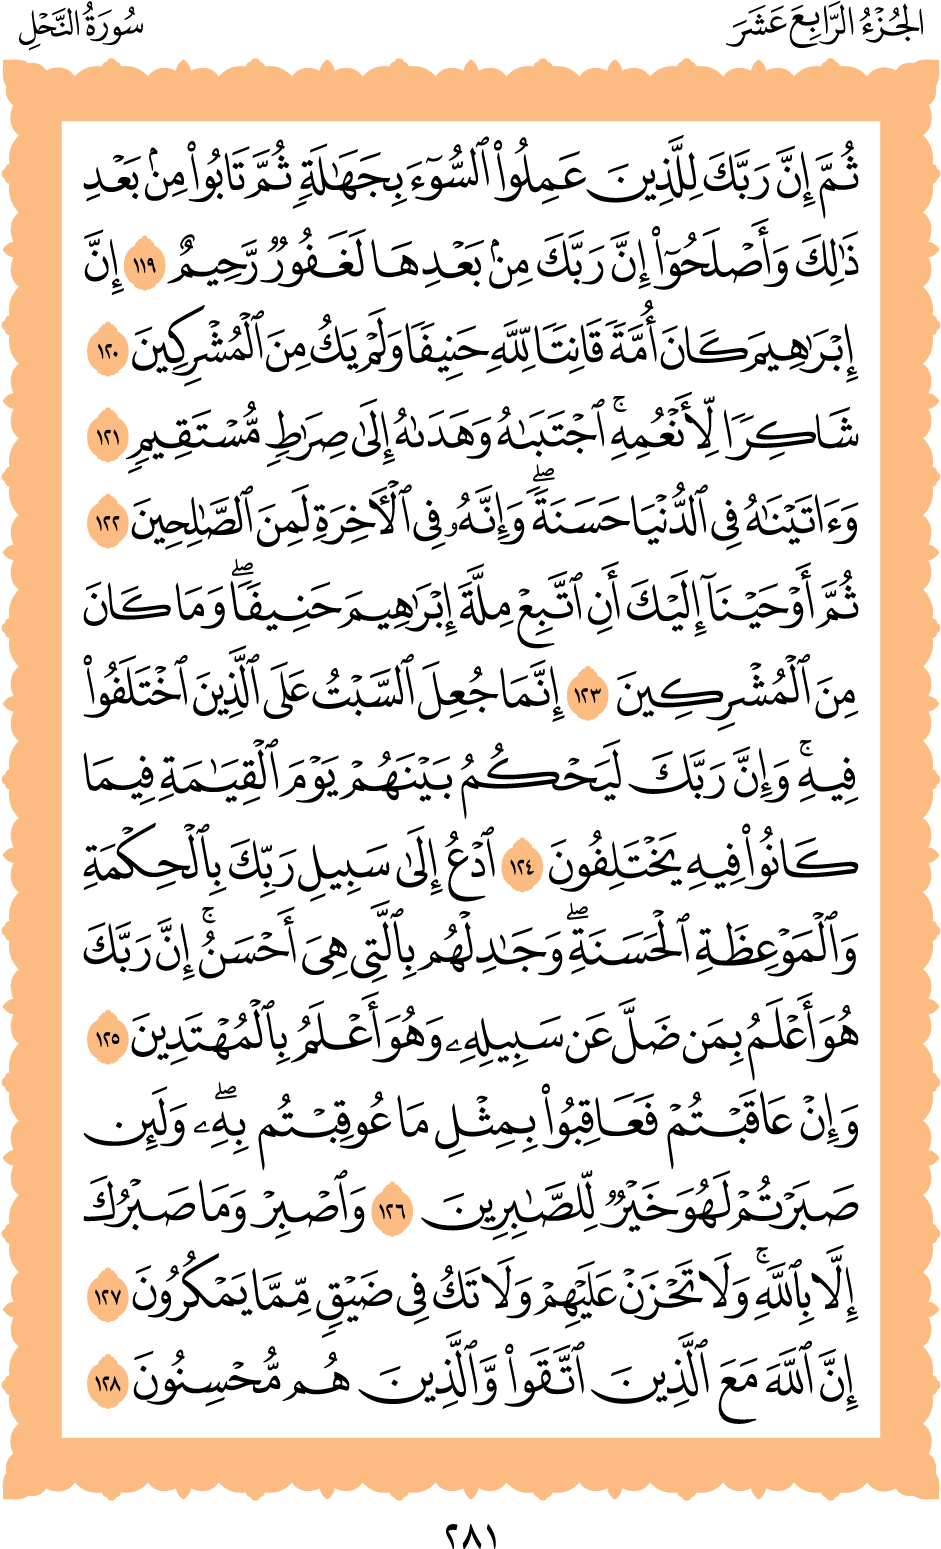 الجُزْءُ الرَّابِعَ عَشَرَ
سُورَةُ النَّحْلِ
ثُمَّ إِنَّ رَبَّكَ لِلَّذِينَ عَمِلُوا۟ ٱلسُّوٓءَ بِجَهَـٰلَةٍ ثُمَّ تَابُوا۟ مِنۢ بَعْدِ
ذَٰلِكَ وَأَصْلَحُوٓا۟ إِنَّ رَبَّكَ مِنۢ بَعْدِهَا لَغَفُورٌ رَّحِيمٌ ١١٩ إِنَّ
إِبْرَٰهِيمَ كَانَ أُمَّةً قَانِتًا لِّلَّهِ حَنِيفًا وَلَمْ يَكُ مِنَ ٱلْمُشْرِكِينَ ١٢٠
شَاكِرًا لِّأَنْعُمِهِ ۚ ٱجْتَبَىٰهُ وَهَدَىٰهُ إِلَىٰ صِرَٰطٍ مُّسْتَقِيمٍ ١٢١
وَءَاتَيْنَـٰهُ فِى ٱلدُّنْيَا حَسَنَةً ۖ وَإِنَّهُۥ فِى ٱلْـَٔاخِرَةِ لَمِنَ ٱلصَّـٰلِحِينَ ١٢٢
ثُمَّ أَوْحَيْنَآ إِلَيْكَ أَنِ ٱتَّبِعْ مِلَّةَ إِبْرَٰهِيمَ حَنِيفًا ۖ وَمَا كَانَ
مِنَ ٱلْمُشْرِكِينَ ١٢٣ إِنَّمَا جُعِلَ ٱلسَّبْتُ عَلَى ٱلَّذِينَ ٱخْتَلَفُوا۟
فِيهِ ۚ وَإِنَّ رَبَّكَ لَيَحْكُمُ بَيْنَهُمْ يَوْمَ ٱلْقِيَـٰمَةِ فِيمَا
كَانُوا۟ فِيهِ يَخْتَلِفُونَ ١٢٤ ٱدْعُ إِلَىٰ سَبِيلِ رَبِّكَ بِٱلْحِكْمَةِ
وَٱلْمَوْعِظَةِ ٱلْحَسَنَةِ ۖ وَجَـٰدِلْهُم بِٱلَّتِى هِىَ أَحْسَنُ ۚ إِنَّ رَبَّكَ
هُوَ أَعْلَمُ بِمَن ضَلَّ عَن سَبِيلِهِۦ وَهُوَ أَعْلَمُ بِٱلْمُهْتَدِينَ ١٢٥
وَإِنْ عَاقَبْتُمْ فَعَاقِبُوا۟ بِمِثْلِ مَا عُوقِبْتُم بِهِۦ ۖ وَلَئِن
صَبَرْتُمْ لَهُوَ خَيْرٌ لِّلصَّـٰبِرِينَ ١٢٦ وَٱصْبِرْ وَمَا صَبْرُكَ
إِلَّا بِٱللَّهِ ۚ وَلَا تَحْزَنْ عَلَيْهِمْ وَلَا تَكُ فِى ضَيْقٍ مِّمَّا يَمْكُرُونَ ١٢٧
إِنَّ ٱللَّهَ مَعَ ٱلَّذِينَ ٱتَّقَوا۟ وَّٱلَّذِينَ هُم مُّحْسِنُونَ ١٢٨
٢٨١